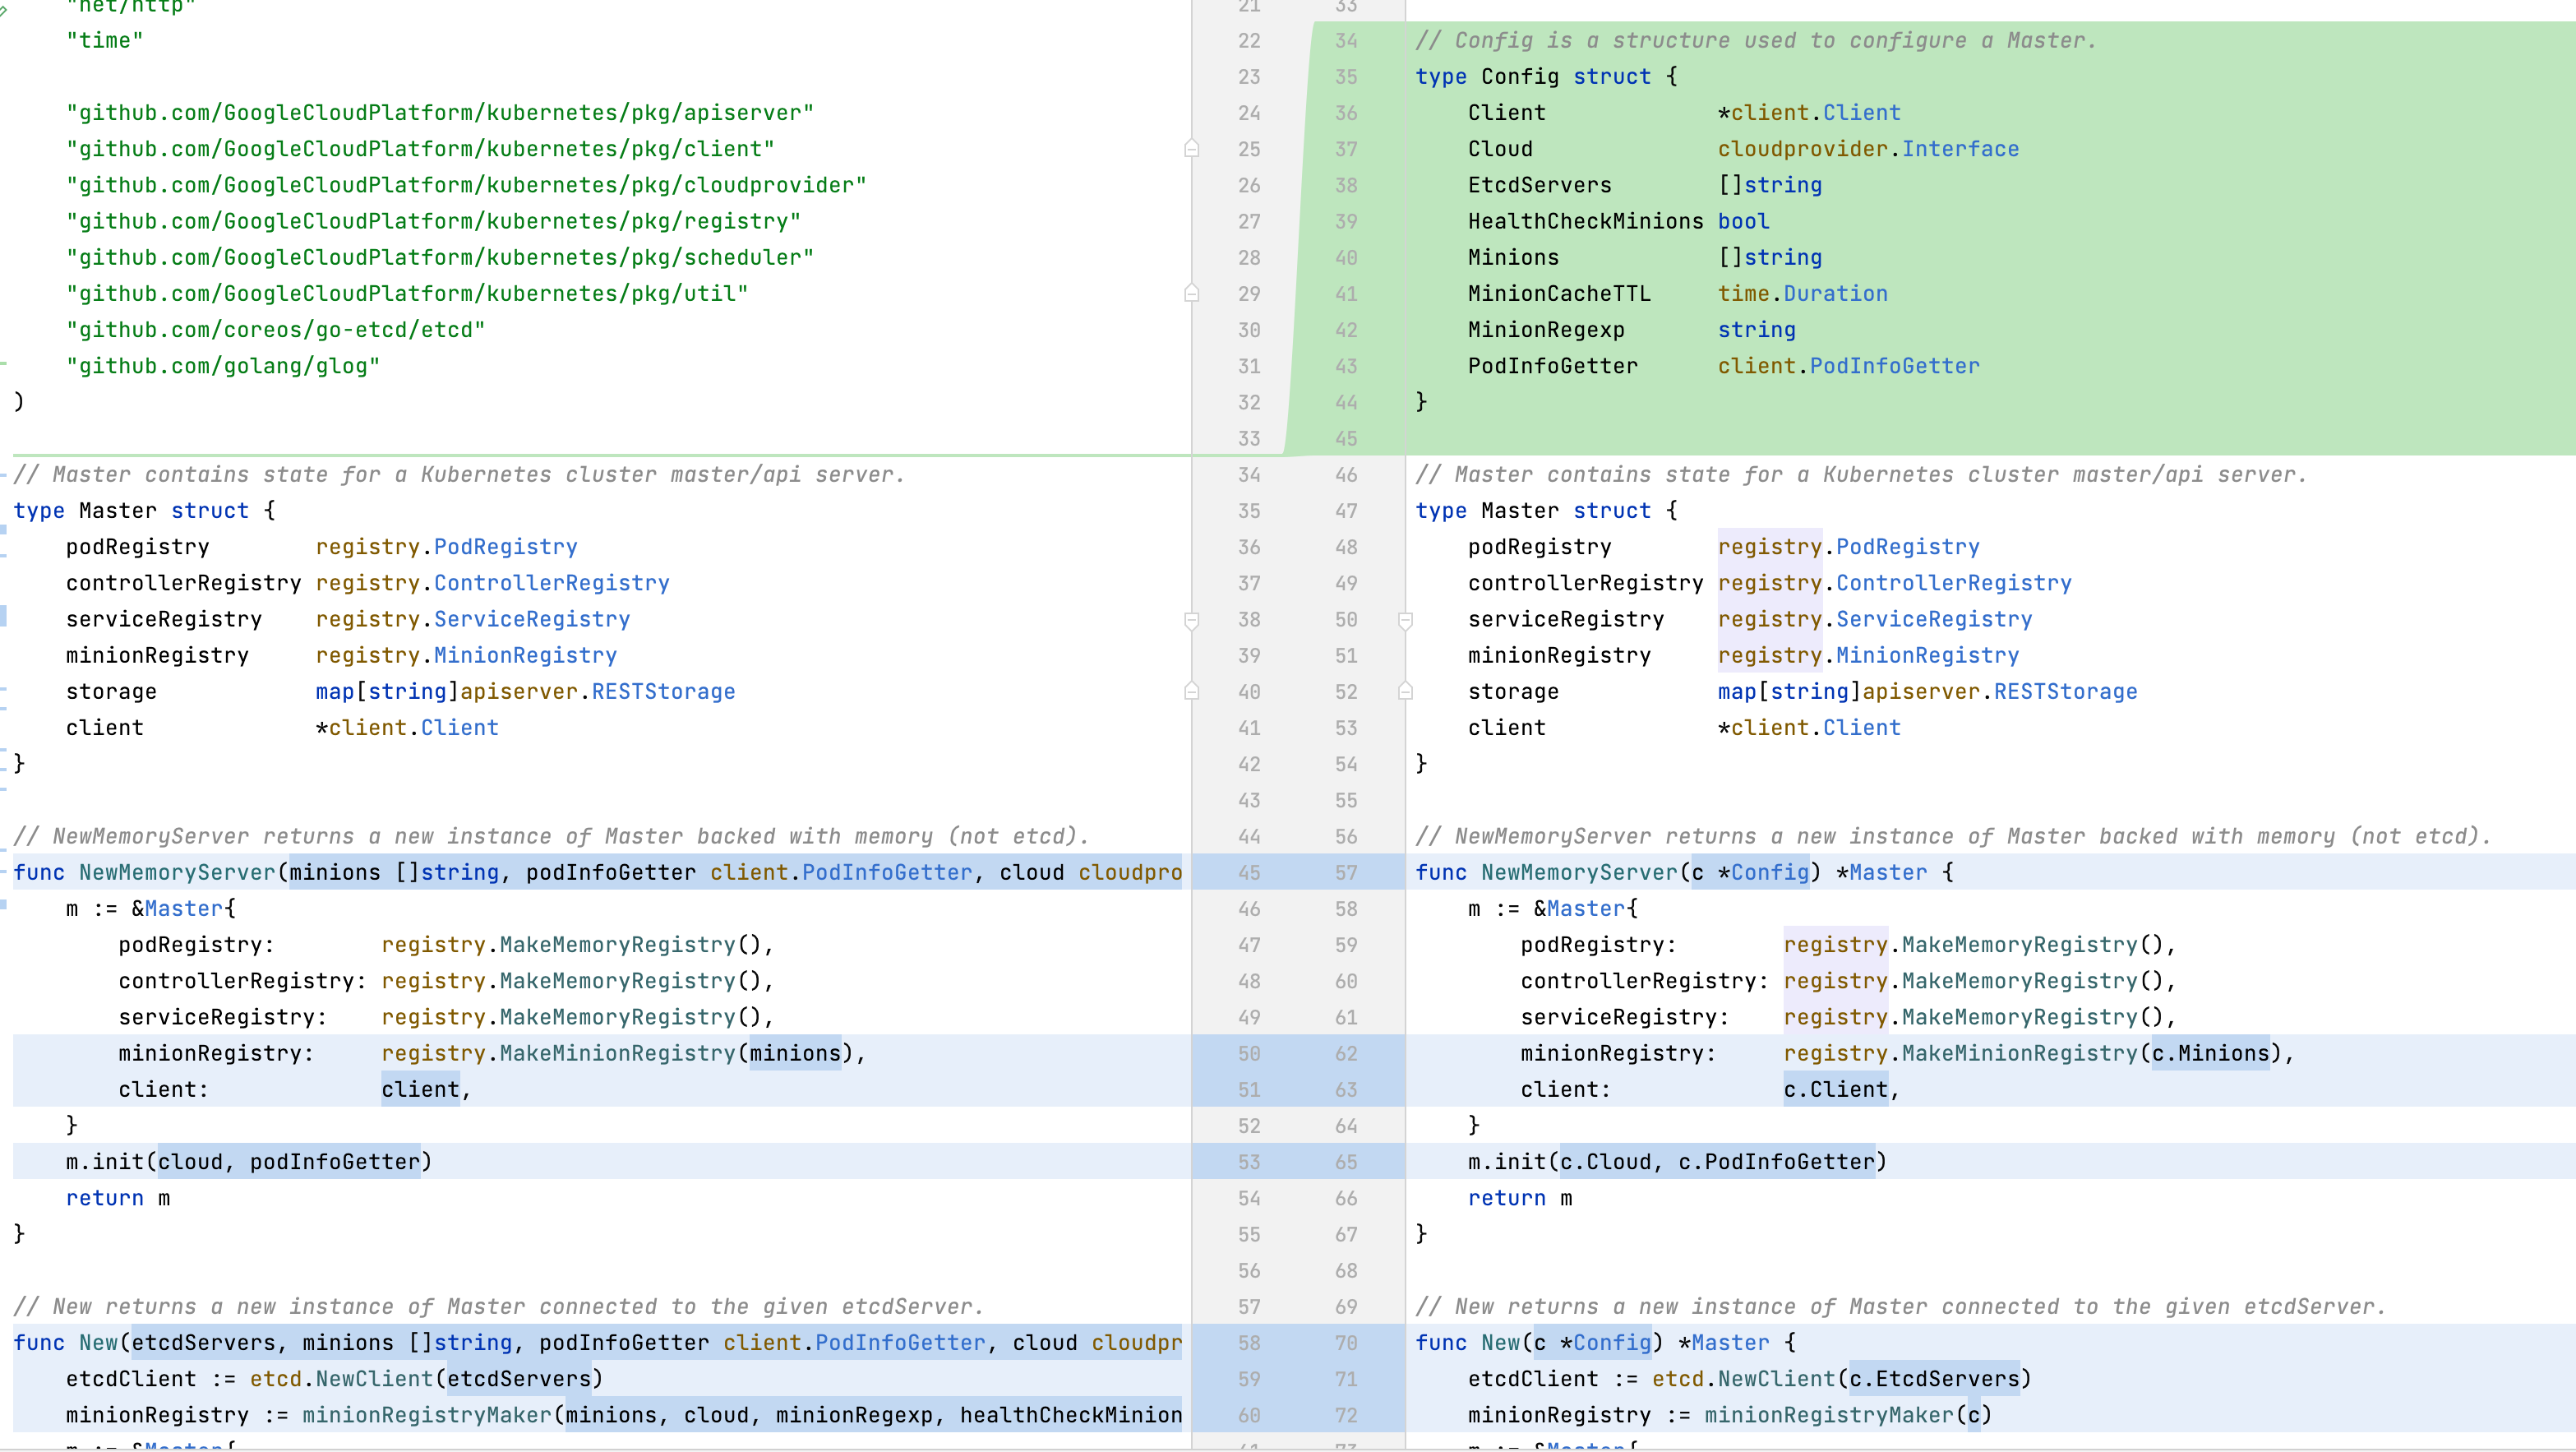 "net/http"
"time"
"github.com/GoogleCloudPlatform/kubernetes/pkg/apiserver"
"github.com/GoogleCloudPlatform/kubernetes/pkg/client"
"github.com/GoogleCloudPlatform/kubernetes/pkg/cloudprovider"
"github.com/GoogleCloudPlatform/kubernetes/pkg/registry"
"github.com/GoogleCloudPlatform/kubernetes/pkg/scheduler"
"github.com/GoogleCloudPlatform/kubernetes/pkg/util"
"github.com/coreos/go-etcd/etcd"
"github.com/golang/glog"
)
// Master contains state for a Kubernetes cluster master/api server.
type Master struct {
podRegistry registry.PodRegistry
controllerRegistry registry.ControllerRegistry
serviceRegistry registry.ServiceRegistry
minionRegistry registry.MinionRegistry
storage map[string]apiserver.RESTStorage
client *client.Client
}
// NewMemoryServer returns a new instance of Master backed with memory (not etcd).
func NewMemoryServer(minions []string, podInfoGetter client.PodInfoGetter, cloud cloudpro
m := &Master{
podRegistry: registry.MakeMemoryRegistry(),
controllerRegistry: registry.MakeMemoryRegistry(),
serviceRegistry: registry.MakeMemoryRegistry(),
minionRegistry: registry.MakeMinionRegistry(minions),
client: client,
}
m.init(cloud, podInfoGetter)
return m
}
// New returns a new instance of Master connected to the given etcdServer.
func New(etcdServers, minions []string, podInfoGetter client.PodInfoGetter, cloud cloudpr
etcdClient := etcd.NewClient(etcdServers)
minionRegistry := minionRegistryMaker(minions, cloud, minionRegexp, healthCheckMinion
m := &Master{
21 33
22 34
23 35
24 36
25 37
26 38
27 39
28 40
29 41
30 42
31 43
32 44
33 45
34 46
35 47
36 48
37 49
38 50
39 51
40 52
41 53
42 54
43 55
44 56
45 57
46 58
47 59
48 60
49 61
50 62
51 63
52 64
53 65
54 66
55 67
56 68
57 69
58 70
59 71
60 72
61 73
// Config is a structure used to configure a Master.
type Config struct {
Client *client.Client
Cloud cloudprovider.Interface
EtcdServers []string
HealthCheckMinions bool
Minions []string
MinionCacheTTL time.Duration
MinionRegexp string
PodInfoGetter client.PodInfoGetter
}
// Master contains state for a Kubernetes cluster master/api server.
type Master struct {
podRegistry registry.PodRegistry
controllerRegistry registry.ControllerRegistry
serviceRegistry registry.ServiceRegistry
minionRegistry registry.MinionRegistry
storage map[string]apiserver.RESTStorage
client *client.Client
}
// NewMemoryServer returns a new instance of Master backed with memory (not etcd).
func NewMemoryServer(c *Config) *Master {
m := &Master{
podRegistry: registry.MakeMemoryRegistry(),
controllerRegistry: registry.MakeMemoryRegistry(),
serviceRegistry: registry.MakeMemoryRegistry(),
minionRegistry: registry.MakeMinionRegistry(c.Minions),
client: c.Client,
}
m.init(c.Cloud, c.PodInfoGetter)
return m
}
// New returns a new instance of Master connected to the given etcdServer.
func New(c *Config) *Master {
etcdClient := etcd.NewClient(c.EtcdServers)
minionRegistry := minionRegistryMaker(c)
m := &Master{